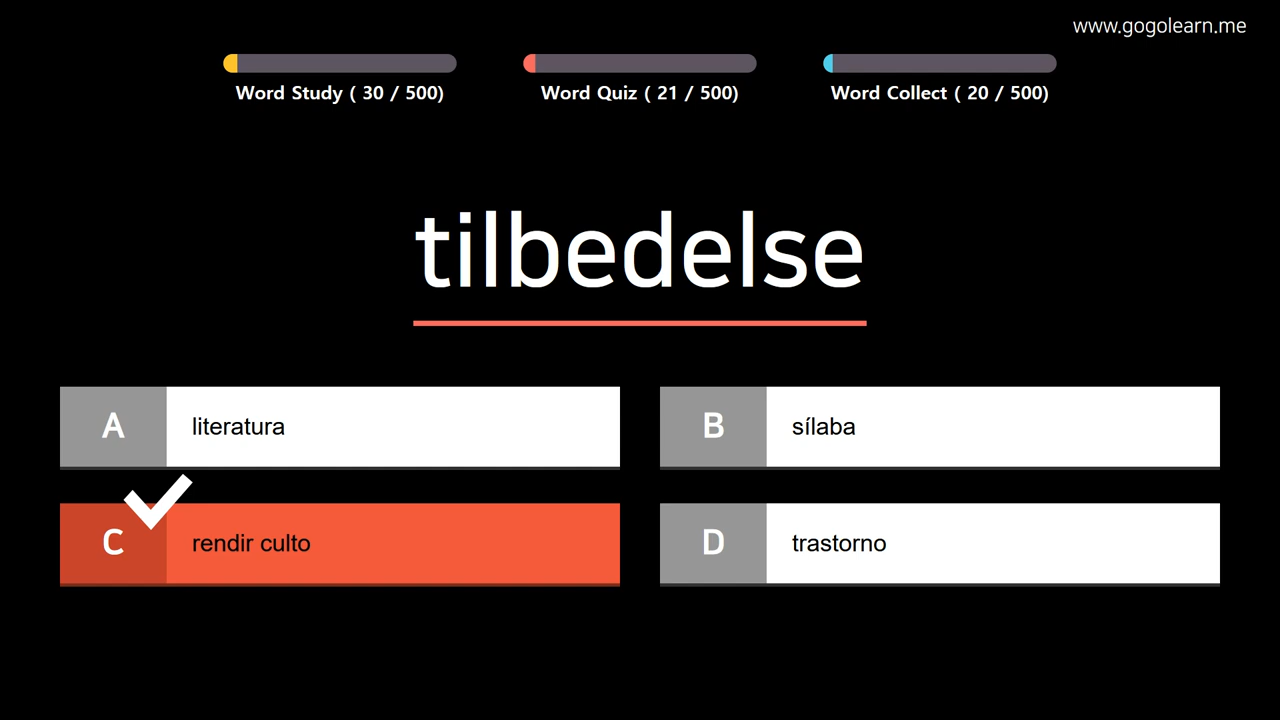 www.gogolearn.me
Word Study ( 30 / 500)
Word Quiz ( 21 / 500)
Word Collect ( 20 / 500)
tilbedelse
A literatura
B sílaba
C rendir culto
D trastorno